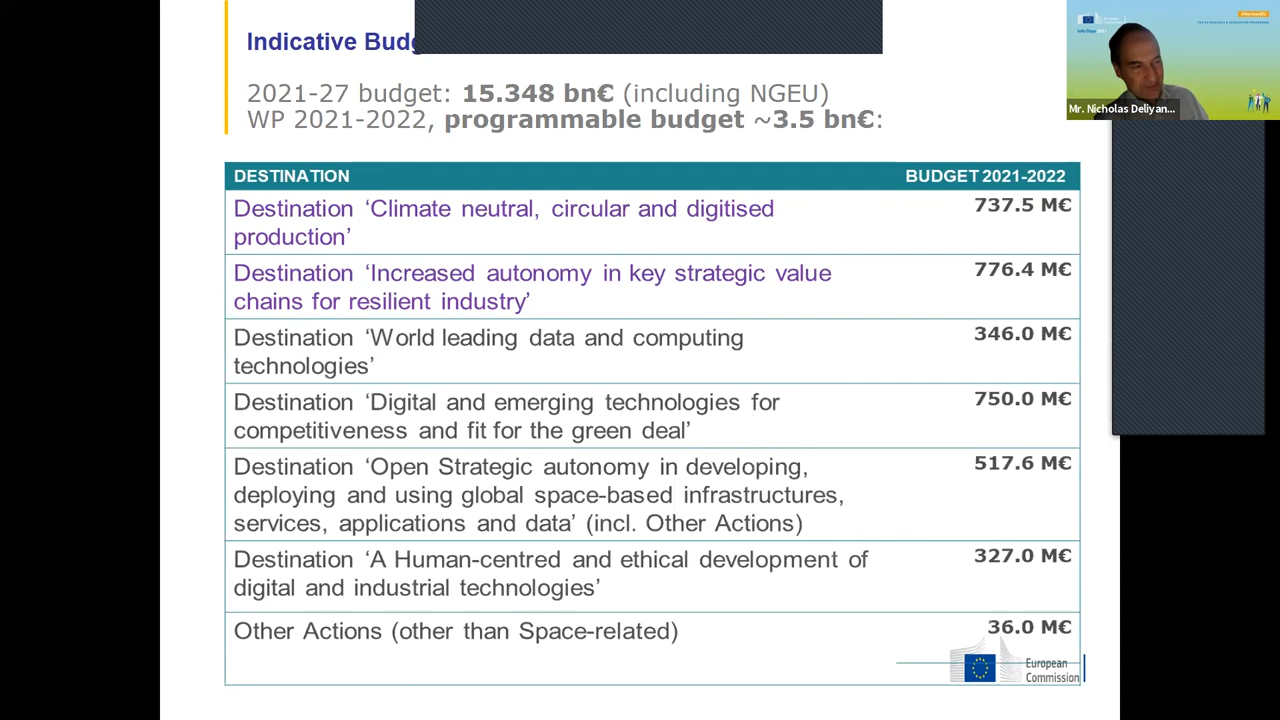 Indicative Budg
2021-27 budget: 15.348 bn€ (including NGEU)
WP 2021-2022, programmable budget ~3.5 bn€:
DESTINATION BUDGET 2021-2022
Destination ‘Climate neutral, circular and digitised 737.5 M€
production’
Destination ‘Increased autonomy in key strategic value 776.4 M€
chains for resilient industry’
Destination ‘World leading data and computing 346.0 M€
technologies’
Destination ‘Digital and emerging technologies for 750.0 M€
competitiveness and fit for the green deal’
Destination ‘Open Strategic autonomy in developing, 517.6 M€
deploying and using global space-based infrastructures,
services, applications and data’ (incl. Other Actions)
Destination ‘A Human-centred and ethical development of 327.0 M€
digital and industrial technologies’
Other Actions (other than Space-related) 36.0 M€
European
Commission
Mr. Nicholas Deliyan...